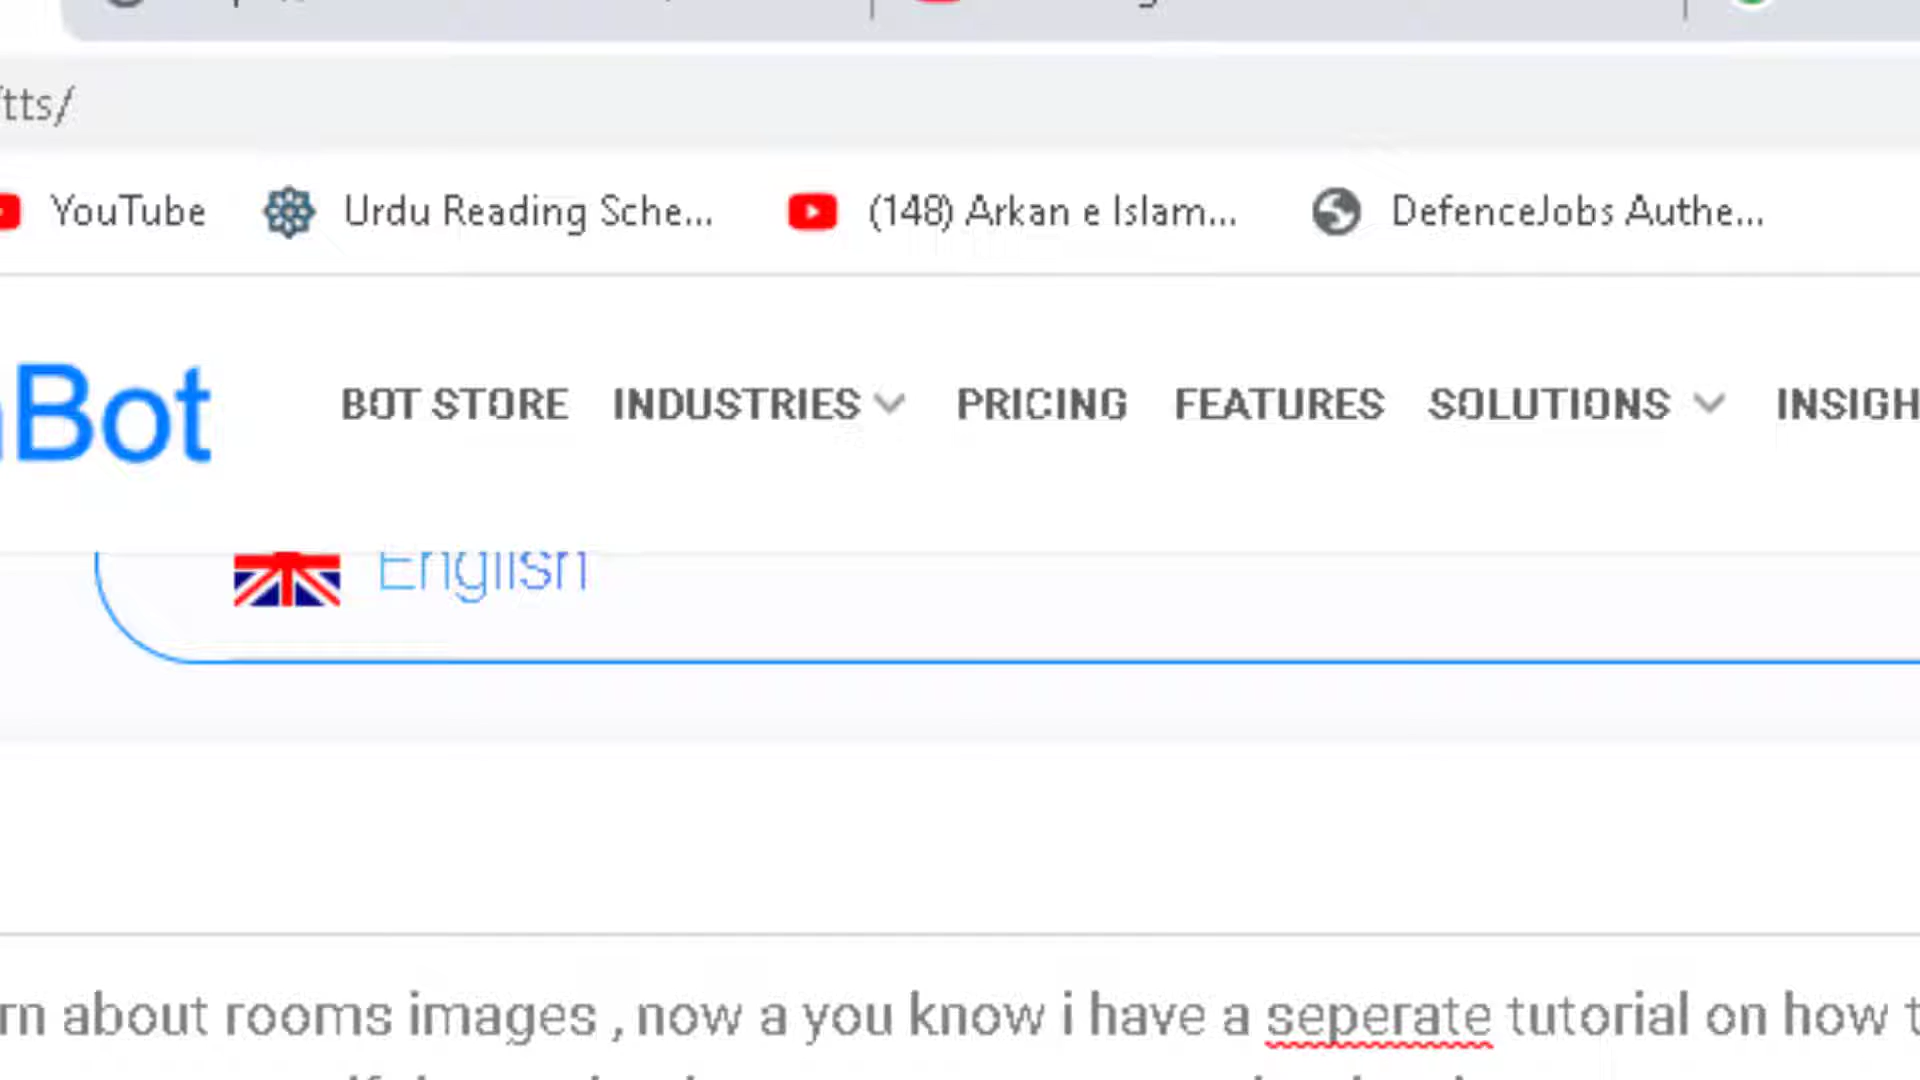 tts/
YouTube Urdu Reading Sche... (148) Arkan e Islam... DefenceJobs Authe...
Bot BOT STORE INDUSTRIES PRICING FEATURES SOLUTIONS INSIGH
English
rn about rooms images , now a you know i have a seperate tutorial on how t